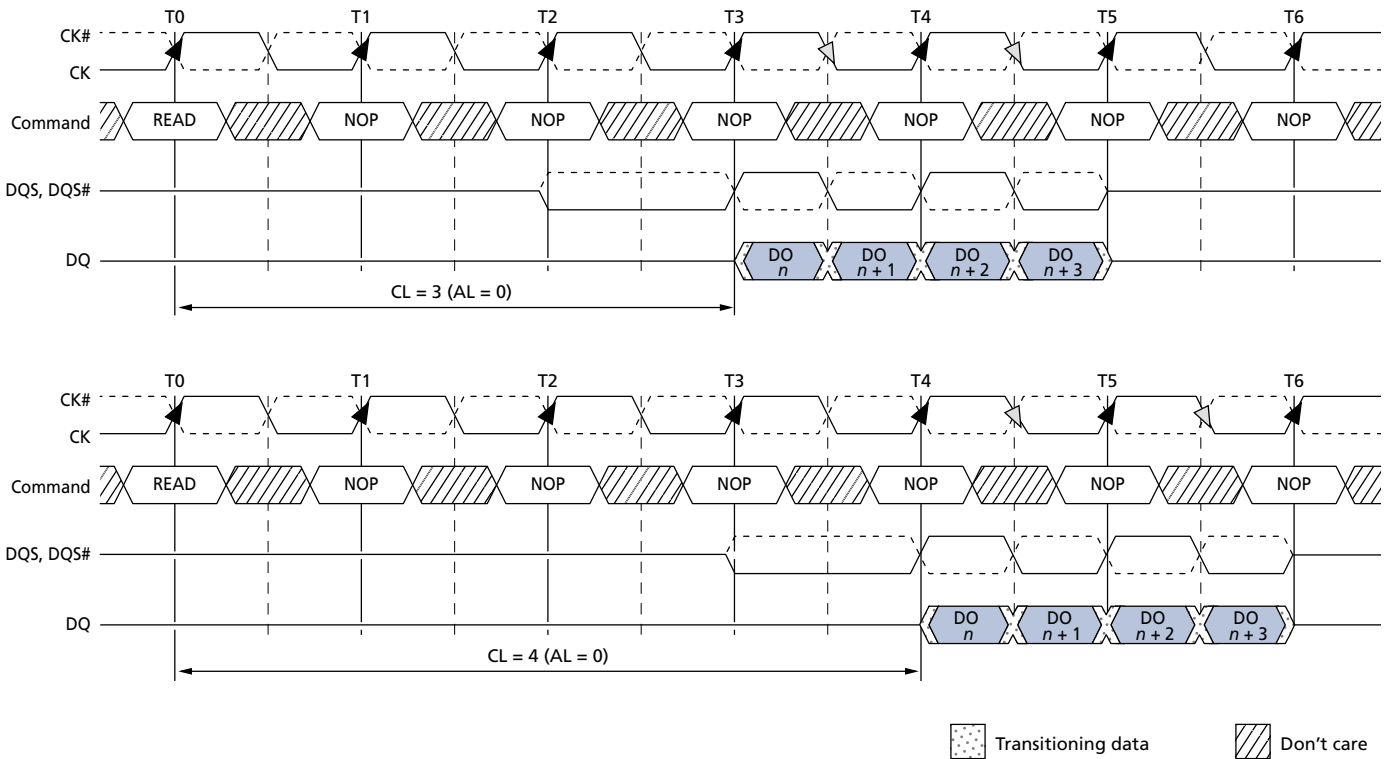 T0 T1 T2 T3 T4 T5 T6
CK#
CK
Command READ NOP NOP NOP NOP NOP NOP
DQS, DQS#
DQ DO n DO n + 1 DO n + 2 DO n + 3
CL = 3 (AL = 0)
T0 T1 T2 T3 T4 T5 T6
CK#
CK
Command READ NOP NOP NOP NOP NOP NOP
DQS, DQS#
DQ DO n DO n + 1 DO n + 2 DO n + 3
CL = 4 (AL = 0)
Transitioning data Don't care